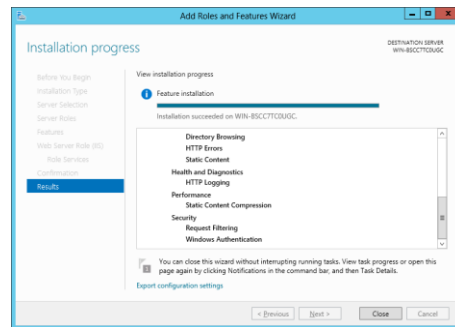 Add Roles and Features Wizard
Installation progress
DESTINATION SERVER
Before You Begin
Installation Type
Server Selection
Server Roles
Features
Web Server Role (IIS)
Role Services
Confirmation
Results
View installation progress
Feature installation
Installation succeeded on WIN-8SCC7TC0UGC.
Directory Browsing
HTTP Errors
Static Content
Health and Diagnostics
HTTP Logging
Performance
Static Content Compression
Security
Request Filtering
Windows Authentication
You can close this wizard without interrupting running tasks. View task progress or open this
page again by clicking Notifications in the command bar, and then Task Details.
Export configuration settings
< Previous
Next >
Close
Cancel